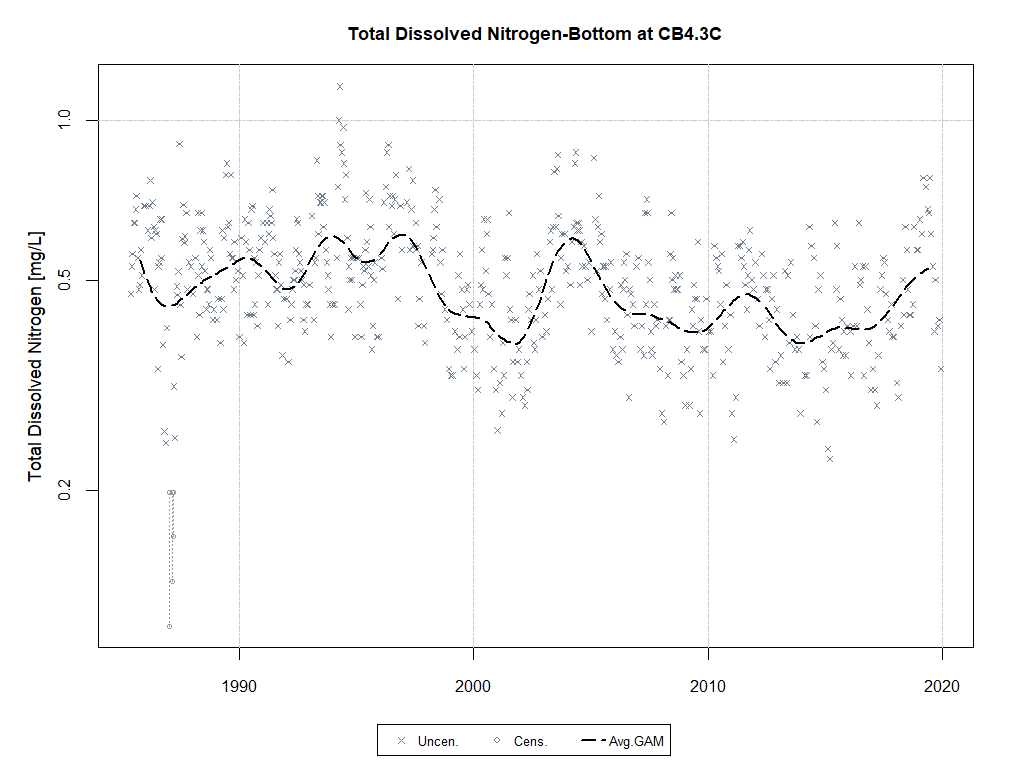 Total Dissolved Nitrogen-Bottom at CB4.3C
Total Dissolved Nitrogen [mg/L]
1.0
0.5
0.2
1990 2000 2010 2020
Uncen. Cens. Avg.GAM